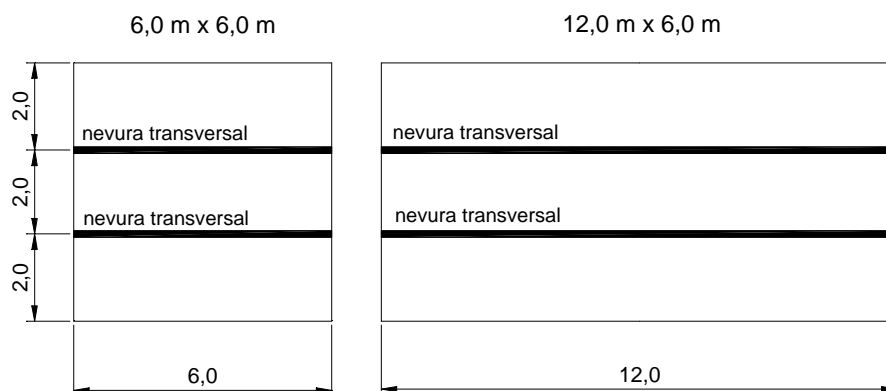 6,0 m x 6,0 m
12,0 m x 6,0 m
2,0
nevura transversal
nevura transversal
2,0
nevura transversal
nevura transversal
2,0
6,0
12,0